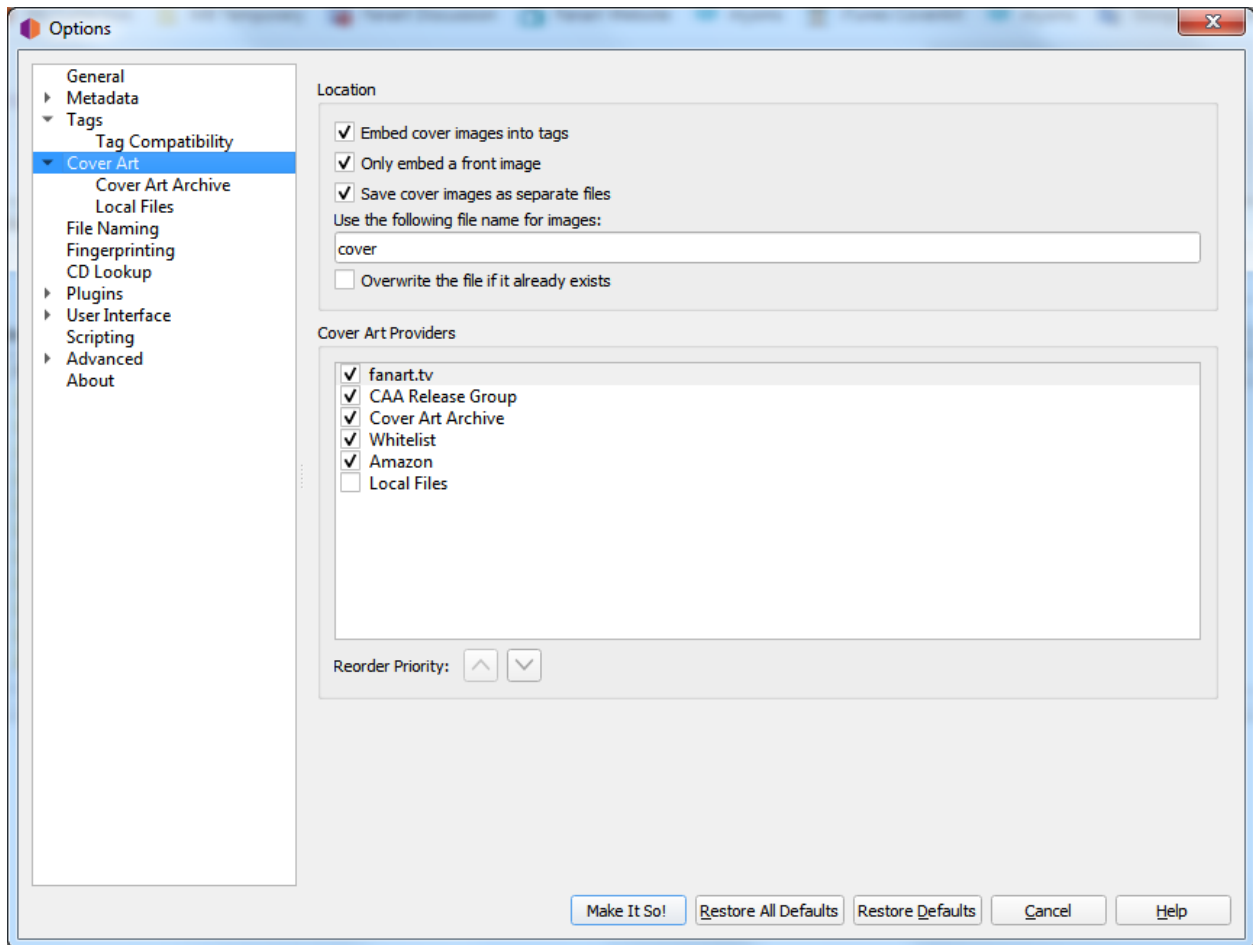 Options
General
Metadata
Tags
Tag Compatibility
Cover Art
Cover Art Archive
Local Files
File Naming
Fingerprinting
CD Lookup
Plugins
User Interface
Scripting
Advanced
About
Location
Embed cover images into tags
Only embed a front image
Save cover images as separate files
Use the following file name for images:
cover
Overwrite the file if it already exists
Cover Art Providers
fanart.tv
CAA Release Group
Cover Art Archive
Whitelist
Amazon
Local Files
Reorder Priority:
Make It So! Restore All Defaults Restore Defaults Cancel Help